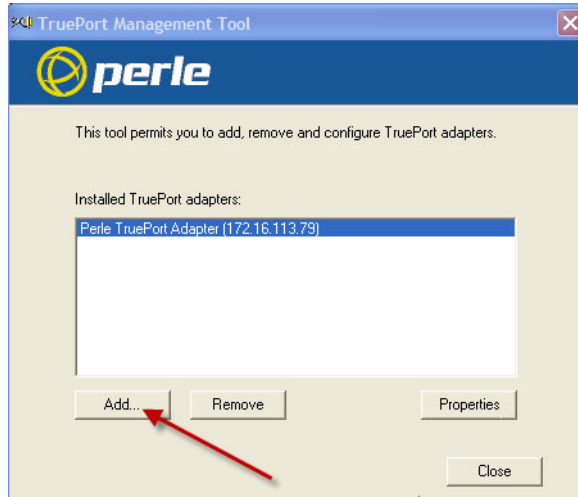 TruePort Management Tool
perle
This tool permits you to add, remove and configure TruePort adapters.
Installed TruePort adapters:
Perle TruePort Adapter (172.16.113.79)
Add... Remove Properties
Close